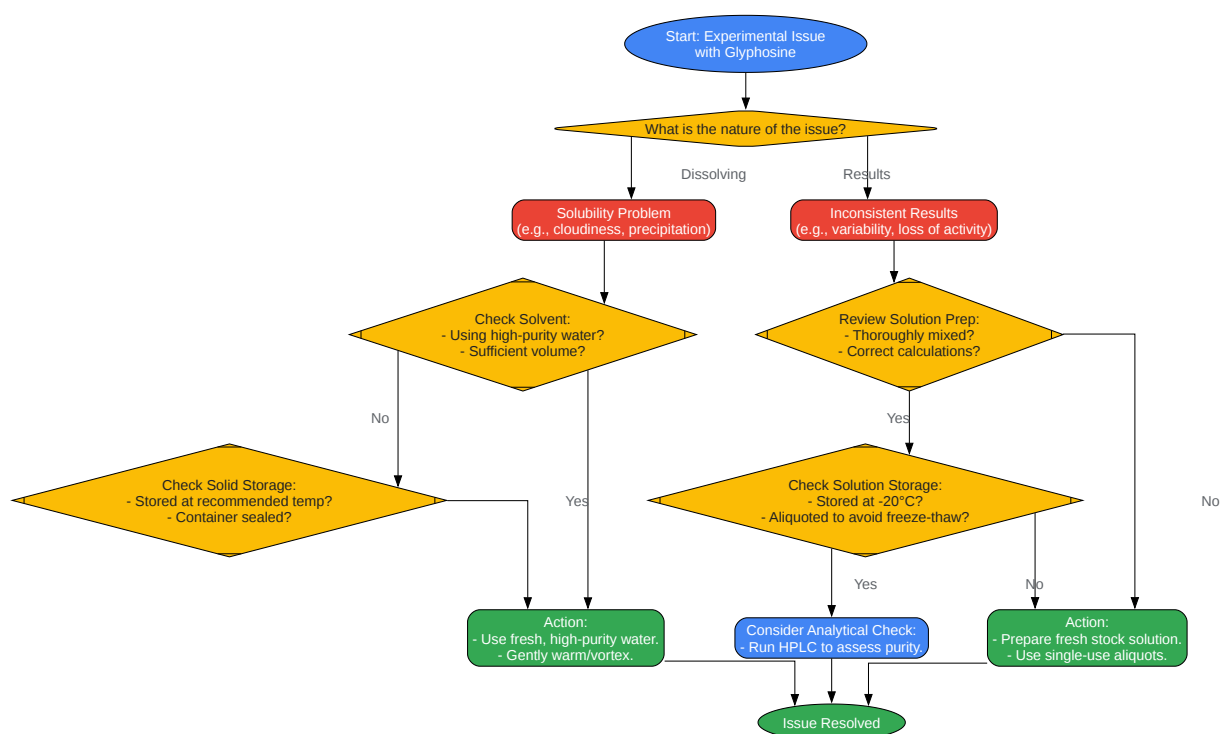 Start: Experimental Issue
with Glyphosine
What is the nature of the issue?
Dissolving
Results
Solubility Problem
(e.g., cloudiness, precipitation)
Inconsistent Results
(e.g., variability, loss of activity)
Check Solvent:
- Using high-purity water?
- Sufficient volume?
Review Solution Prep:
- Thoroughly mixed?
- Correct calculations?
No
Yes
Check Solid Storage:
- Stored at recommended temp?
- Container sealed?
Yes
Check Solution Storage:
- Stored at -20°C?
- Aliquoted to avoid freeze-thaw?
No
Yes
No
Action:
- Use fresh, high-purity water.
- Gently warm/vortex.
Consider Analytical Check:
- Run HPLC to assess purity.
Action:
- Prepare fresh stock solution.
- Use single-use aliquots.
Issue Resolved